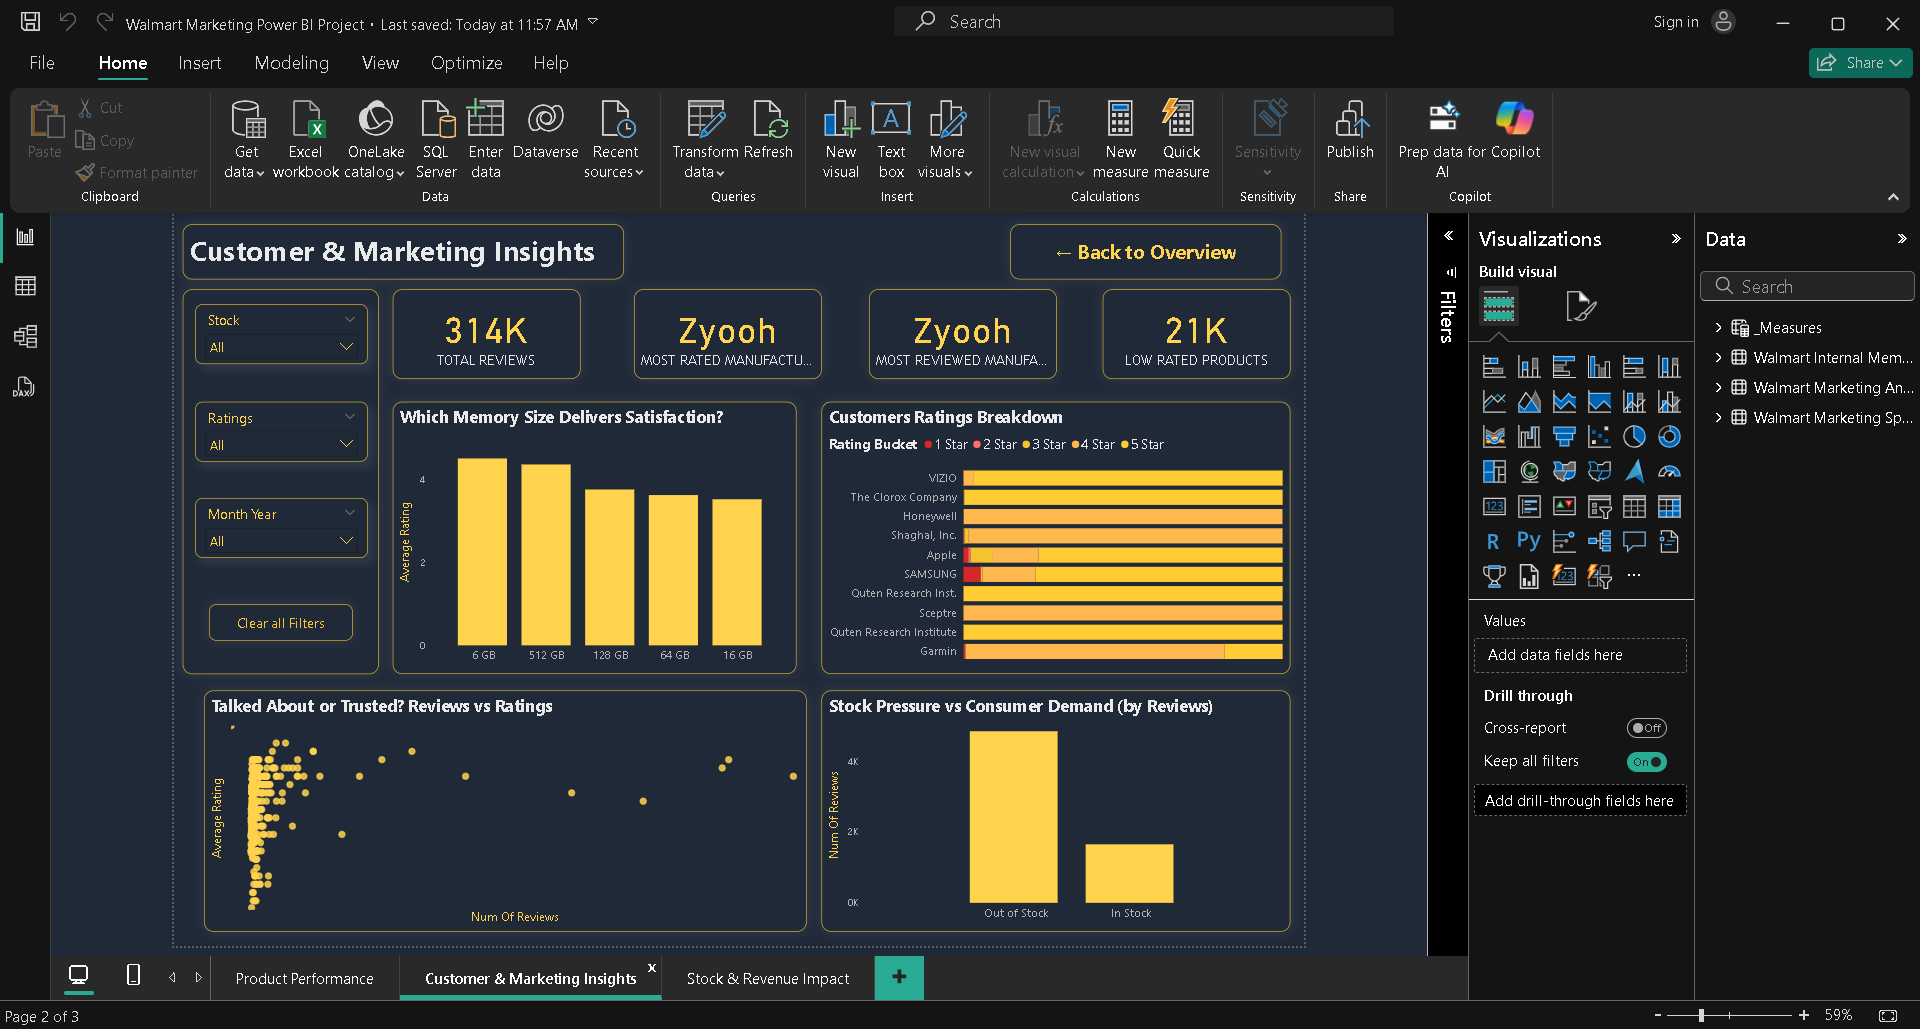 Walmart Marketing Power BI Project • Last saved: Today at 11:57 AM
Search
Sign in
File
Home
Insert
Modeling
View
Optimize
Help
Share
Paste
Cut
Copy
Format painter
Clipboard
Get data
Excel workbook
OneLake catalog
SQL Server
Enter data
Dataverse
Recent sources
Data
Transform data
Refresh
Queries
New visual
Text box
More visuals
Insert
New visual calculation
New measure
Quick measure
Calculations
Sensitivity
Sensitivity
Publish
Share
Prep data for AI
Copilot
Copilot
DAX
Customer & Marketing Insights
← Back to Overview
Stock
All
Ratings
All
Month Year
All
Clear all Filters
314K
TOTAL REVIEWS
Zyooh
MOST RATED MANUFACTU...
Zyooh
MOST REVIEWED MANUFA...
21K
LOW RATED PRODUCTS
Which Memory Size Delivers Satisfaction?
Average Rating
4
2
0
6 GB
512 GB
128 GB
64 GB
16 GB
Customers Ratings Breakdown
Rating Bucket 1 Star 2 Star 3 Star 4 Star 5 Star
VIZIO
The Clorox Company
Honeywell
Shaghal, Inc.
Apple
SAMSUNG
Quten Research Inst.
Sceptre
Quten Research Institute
Garmin
Talked About or Trusted? Reviews vs Ratings
Average Rating
Num Of Reviews
Stock Pressure vs Consumer Demand (by Reviews)
Num Of Reviews
4K
2K
0K
Out of Stock
In Stock
Filters
Visualizations
Build visual
123
R
Py
123
...
Values
Add data fields here
Drill through
Cross-report
Off
Keep all filters
On
Add drill-through fields here
Data
Search
_Measures
Walmart Internal Mem...
Walmart Marketing An...
Walmart Marketing Sp...
Product Performance
Customer & Marketing Insights
x
Stock & Revenue Impact
+
Page 2 of 3
- + 59%